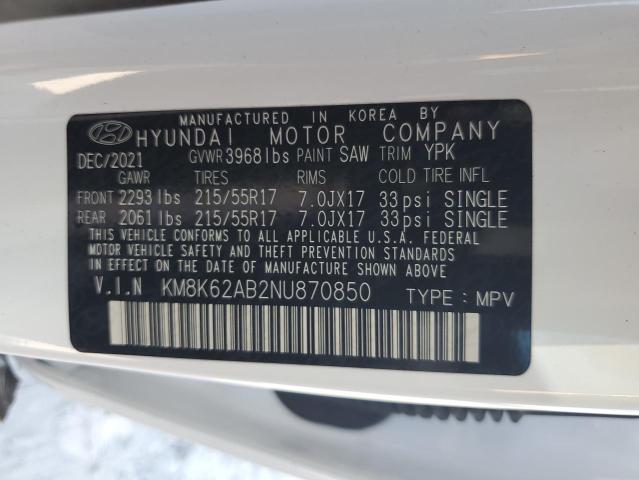 MANUFACTURED IN KOREA BY
HYUNDAI MOTOR COMPANY
DEC/2021 GVWR 3968lbs PAINT SAW TRIM YPK
GAWR TIRES RIMS COLD TIRE INFL
FRONT 2293 lbs 215/55R17 7.0JX17 33psi SINGLE
REAR 2061 lbs 215/55R17 7.0JX17 33psi SINGLE
THIS VEHICLE CONFORMS TO ALL APPLICABLE U.S.A. FEDERAL
MOTOR VEHICLE SAFETY AND THEFT PREVENTION STANDARDS
IN EFFECT ON THE DATE OF MANUFACTURE SHOWN ABOVE.
V.I.N KM8K62AB2NU870850 TYPE : MPV